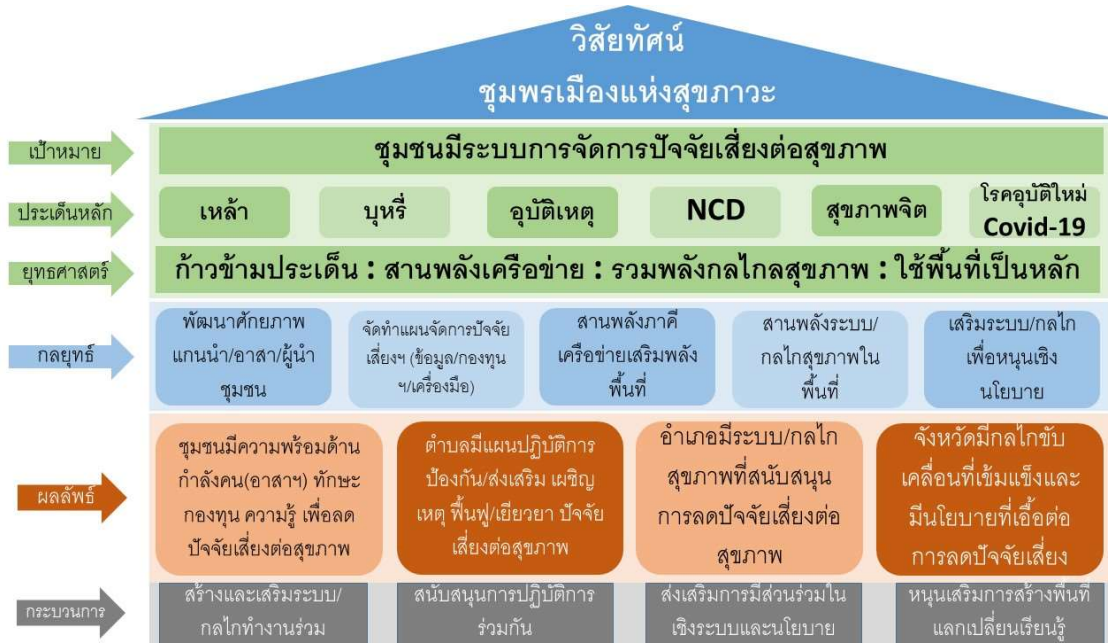 วิสัยทัศน์
ชุมพรเมืองแห่งสุขภาวะ
เป้าหมาย
ชุมชนมีระบบการจัดการปัจจัยเสี่ยงต่อสุขภาพ
ประเด็นหลัก
เหล้า
บุหรี่
อุบัติเหตุ
NCD
สุขภาพจิต
โรคอุบัติใหม่
Covid-19
ยุทธศาสตร์
ก้าวข้ามประเด็น : สานพลังเครือข่าย : รวมพลังกลไกลสุขภาพ : ใช้พื้นที่เป็นหลัก
กลยุทธ์
พัฒนาศักยภาพ
แกนนำ/อาสา/ผู้นำ
ชุมชน
จัดทำแผนจัดการปัจจัย
เสี่ยงฯ (ข้อมูล/กองทุน
ฯ/เครื่องมือ)
สานพลังภาคี
เครือข่ายเสริมพลัง
พื้นที่
สานพลังระบบ/
กลไกสุขภาพใน
พื้นที่
เสริมระบบ/กลไก
เพื่อหนุนเชิง
นโยบาย
ผลลัพธ์
ชุมชนมีความพร้อมด้าน
กำลังคน(อาสาฯ) ทักษะ
กองทุน ความรู้ เพื่อลด
ปัจจัยเสี่ยงต่อสุขภาพ
ตำบลมีแผนปฏิบัติการ
ป้องกัน/ส่งเสริม เผชิญ
เหตุ ฟื้นฟู/เยียวยา ปัจจัย
เสี่ยงต่อสุขภาพ
อำเภอมีระบบ/กลไก
สุขภาพที่สนับสนุน
การลดปัจจัยเสี่ยงต่อ
สุขภาพ
จังหวัดมีกลไกขับ
เคลื่อนที่เข้มแข็งและ
มีนโยบายที่เอื้อต่อ
การลดปัจจัยเสี่ยง
กระบวนการ
สร้างและเสริมระบบ/
กลไกทำงานร่วม
สนับสนุนการปฏิบัติการ
ร่วมกัน
ส่งเสริมการมีส่วนร่วมใน
เชิงระบบและนโยบาย
หนุนเสริมการสร้างพื้นที่
แลกเปลี่ยนเรียนรู้